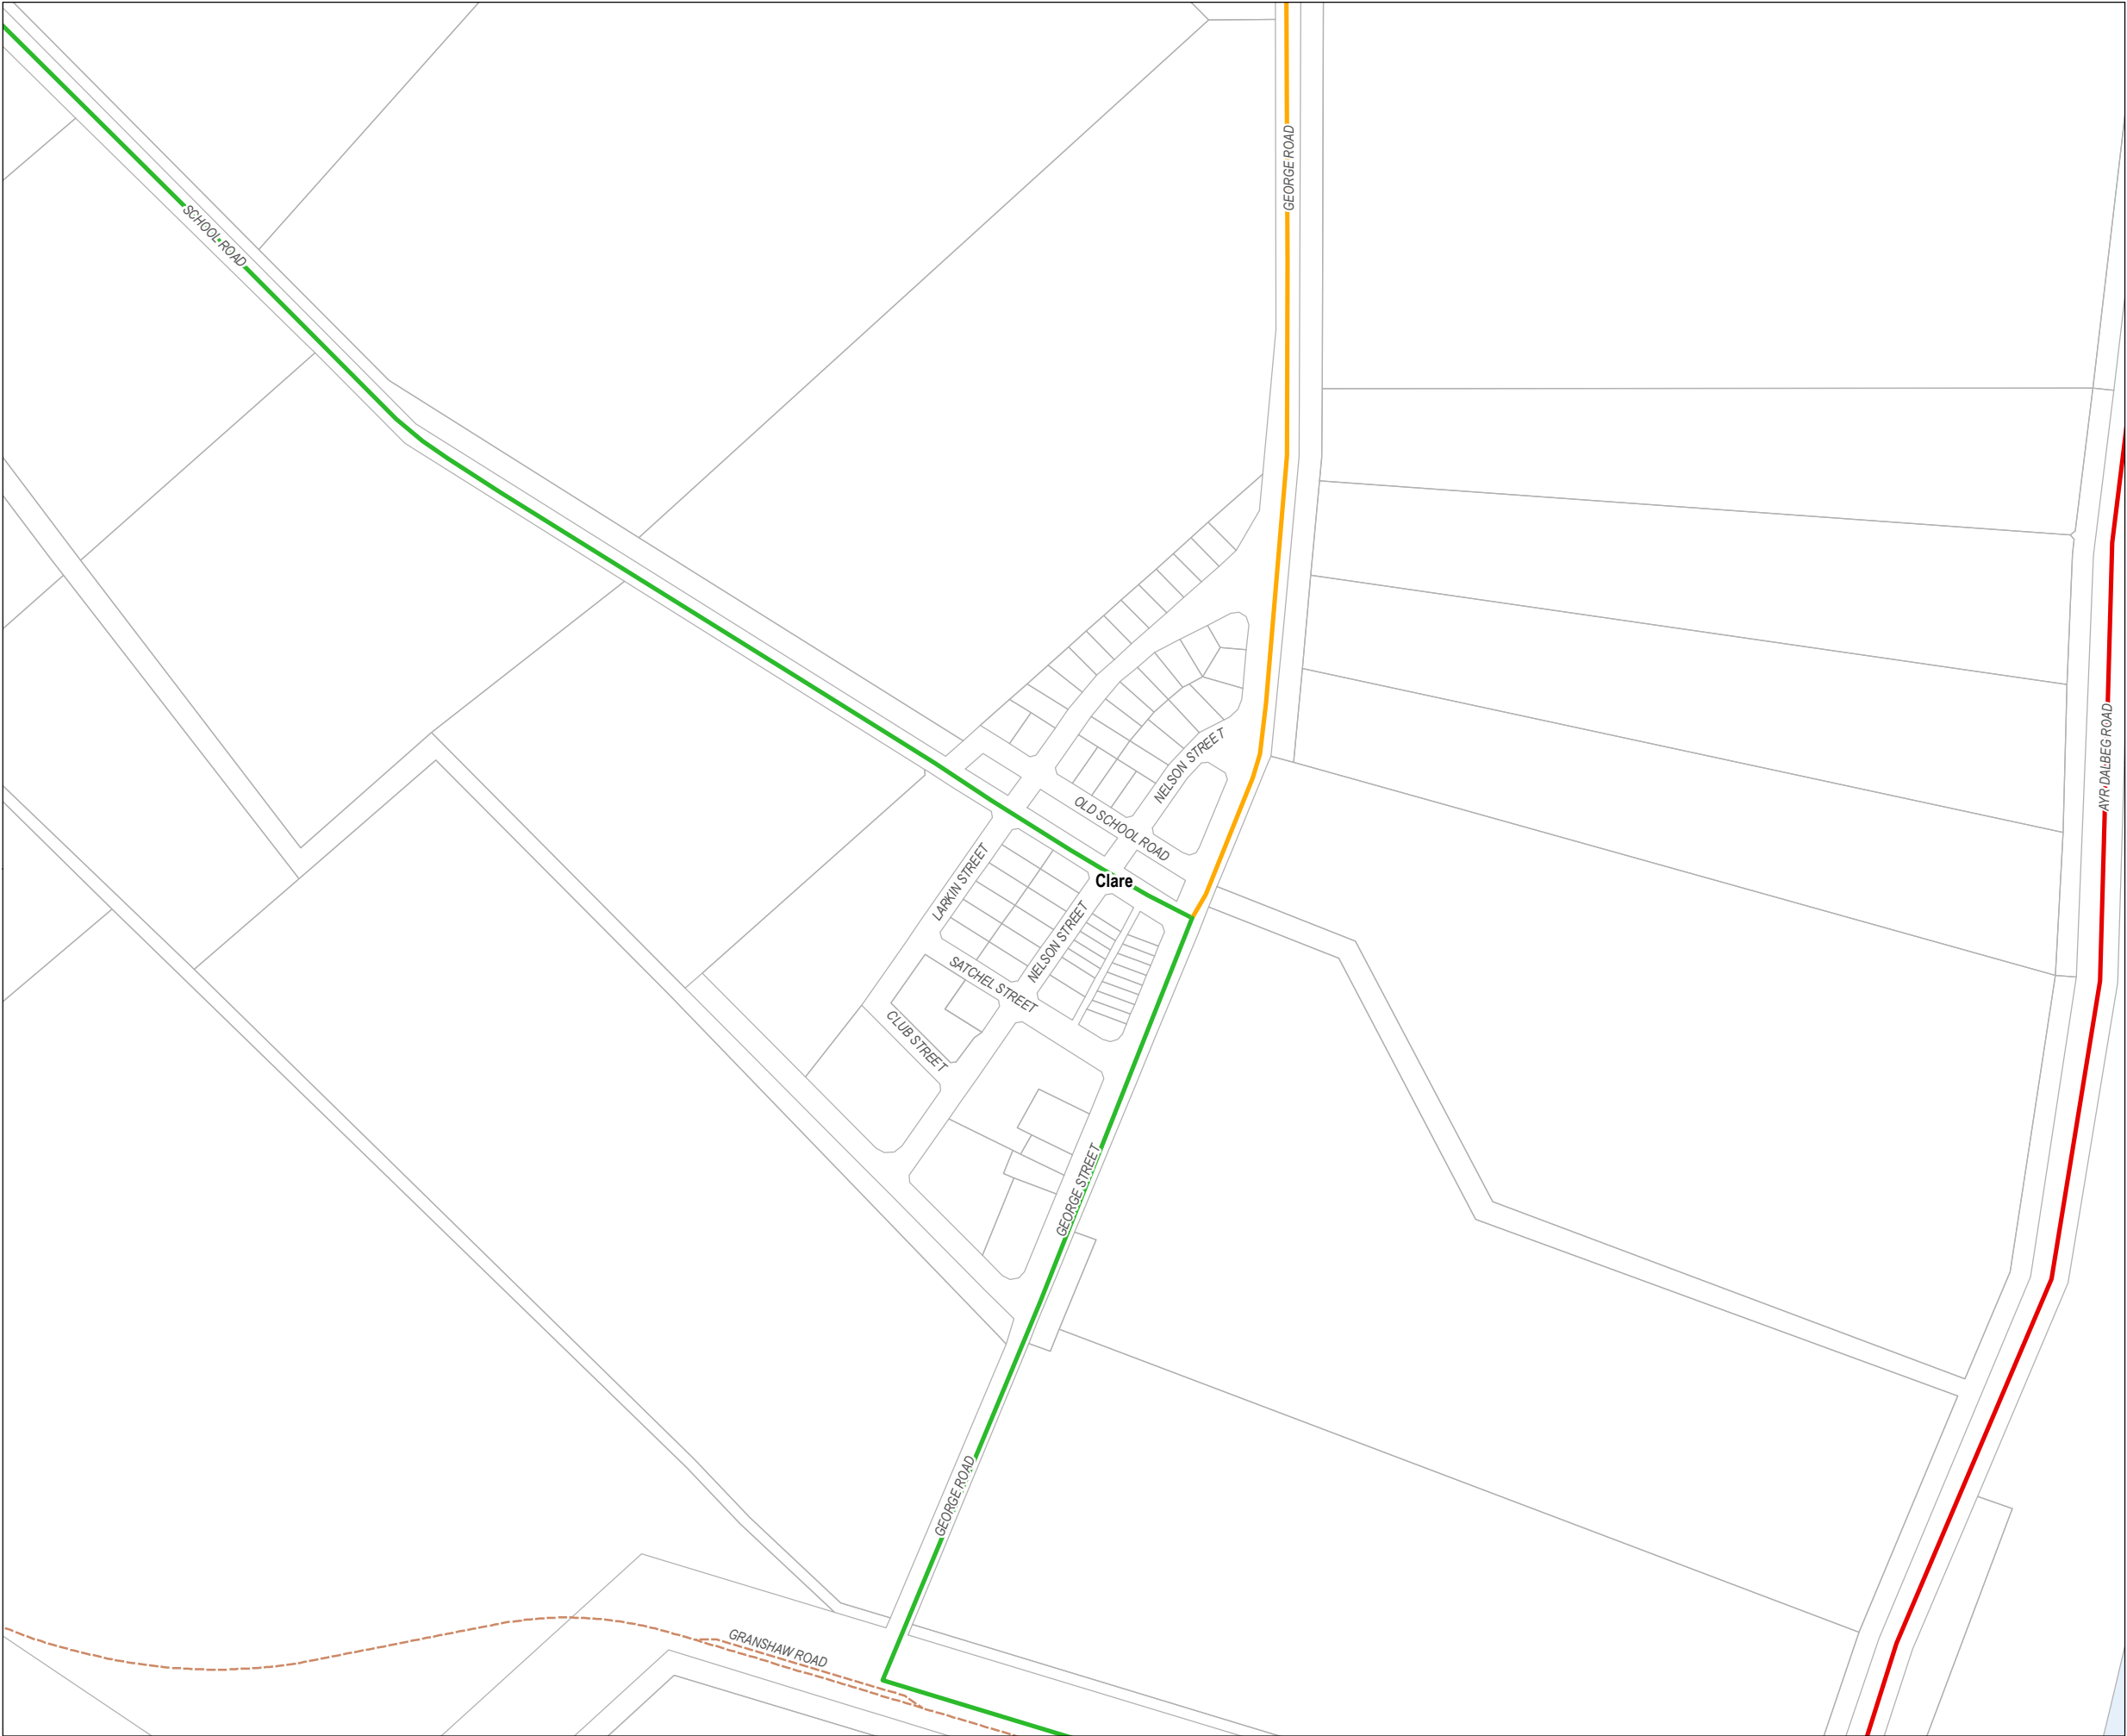 GEORGE ROAD
SCHOOL ROAD
NELSON STREET
AYR DALBEG ROAD
OLD SCHOOL ROAD
LARKIN STREET
Clare
NELSON STREET
SATCHEL STREET
CLUB STREET
GEORGE STREET
GEORGE ROAD
GRANSHAW ROAD